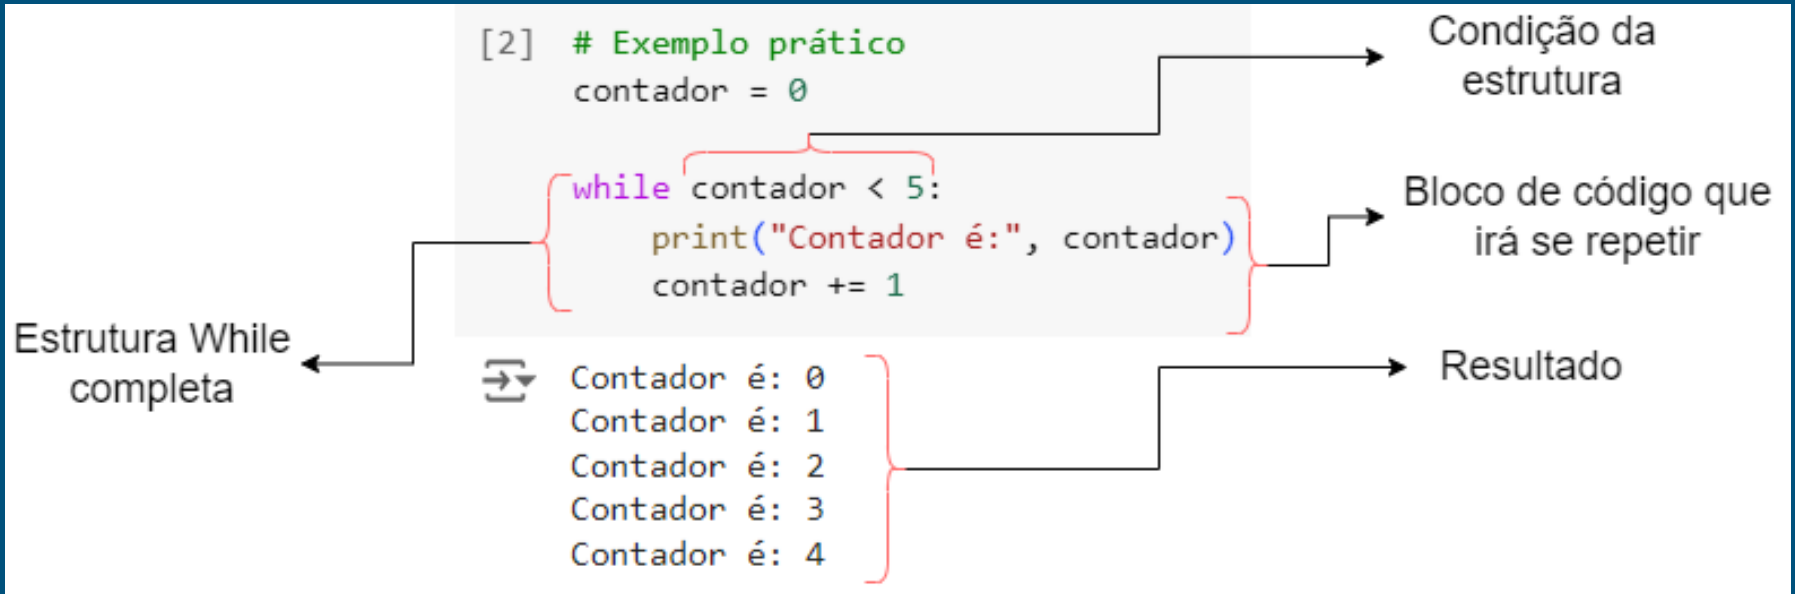 [2] # Exemplo prático
contador = 0
while contador < 5:
print("Contador é:", contador)
contador += 1
Contador é: 0
Contador é: 1
Contador é: 2
Contador é: 3
Contador é: 4
Condição da
estrutura
Bloco de código que
irá se repetir
Estrutura While
completa
Resultado